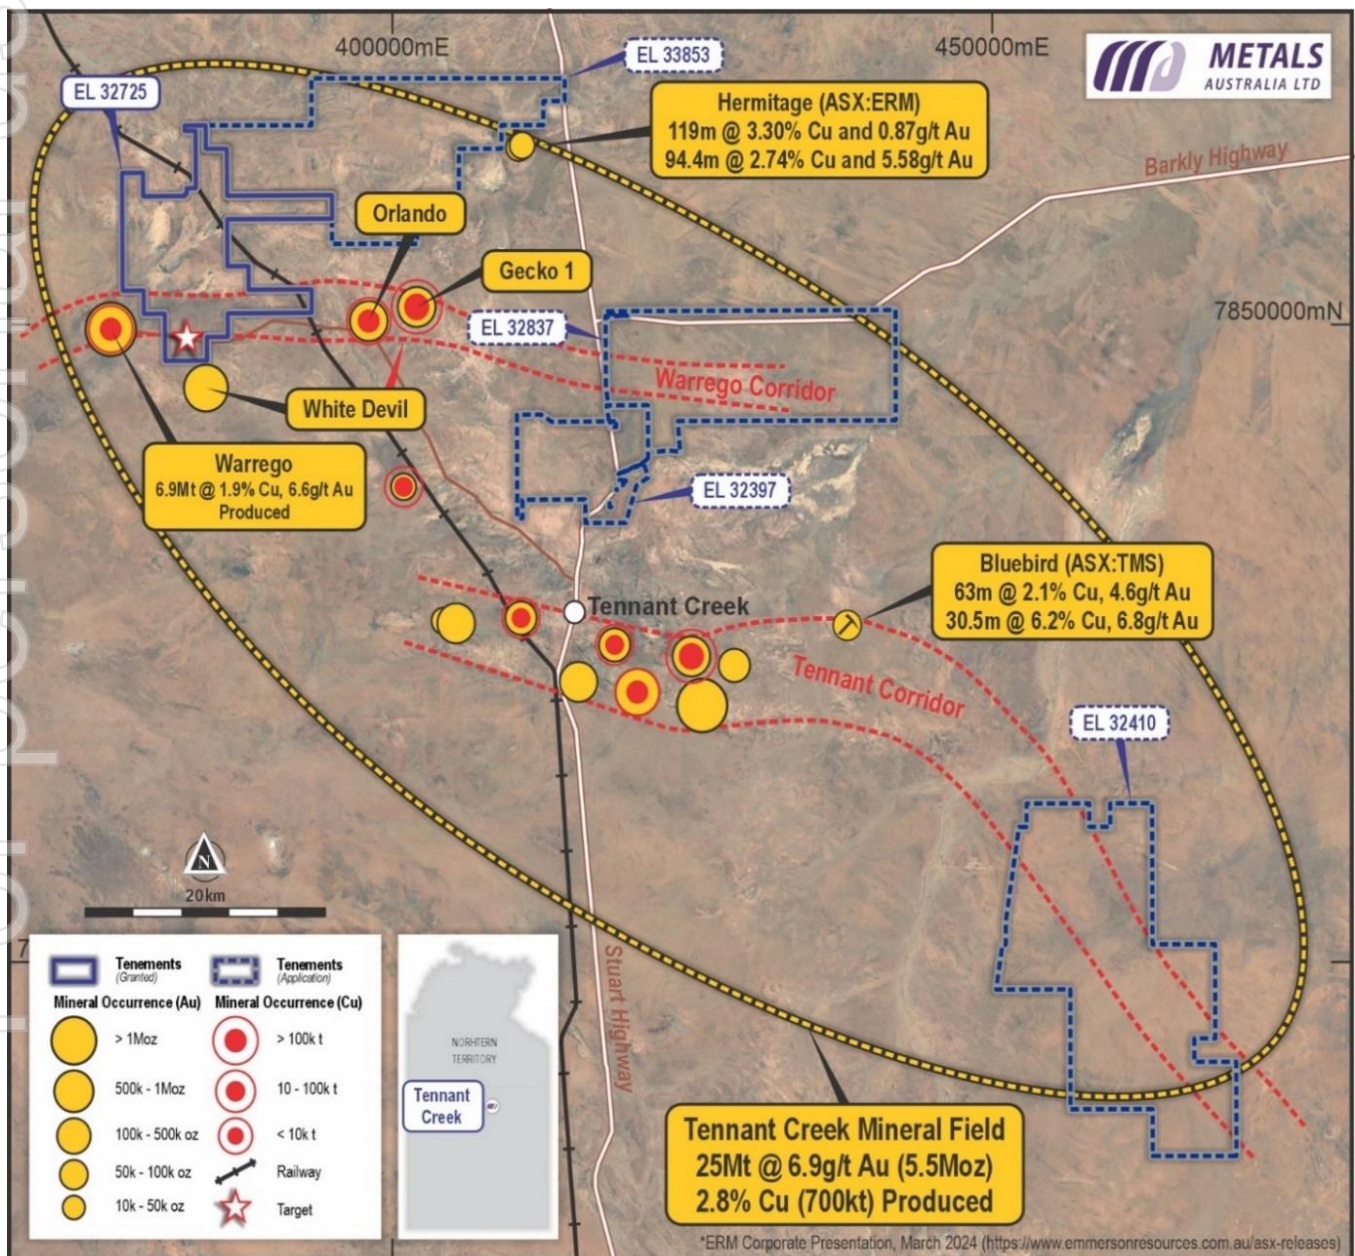 400000mE
450000mE
METALS
AUSTRALIA LTD
EL 33853
EL 32725
Hermitage (ASX:ERM)
119m @ 3.30% Cu and 0.87g/t Au
94.4m @ 2.74% Cu and 5.58g/t Au
Barkly Highway
Orlando
Gecko 1
7850000mN
EL 32837
Warrego Corridor
White Devil
Warrego
6.9Mt @ 1.9% Cu, 6.6g/t Au
Produced
EL 32397
Bluebird (ASX:TMS)
63m @ 2.1% Cu, 4.6g/t Au
30.5m @ 6.2% Cu, 6.8g/t Au
Tennant Creek
Tennant Corridor
EL 32410
N
20km
7
Stuart Highway
Tenements
(Granted)
Tenements
(Application)
Mineral Occurrence (Au)
Mineral Occurrence (Cu)
> 1Moz
> 100k t
500k - 1Moz
10 - 100k t
100k - 500k oz
< 10k t
50k - 100k oz
Railway
10k - 50k oz
Target
NORHTERN
TERRITORY
Tennant
Creek
Tennant Creek Mineral Field
25Mt @ 6.9g/t Au (5.5Moz)
2.8% Cu (700kt) Produced
*ERM Corporate Presentation, March 2024 (https://www.emmersonresources.com.au/asx-releases)